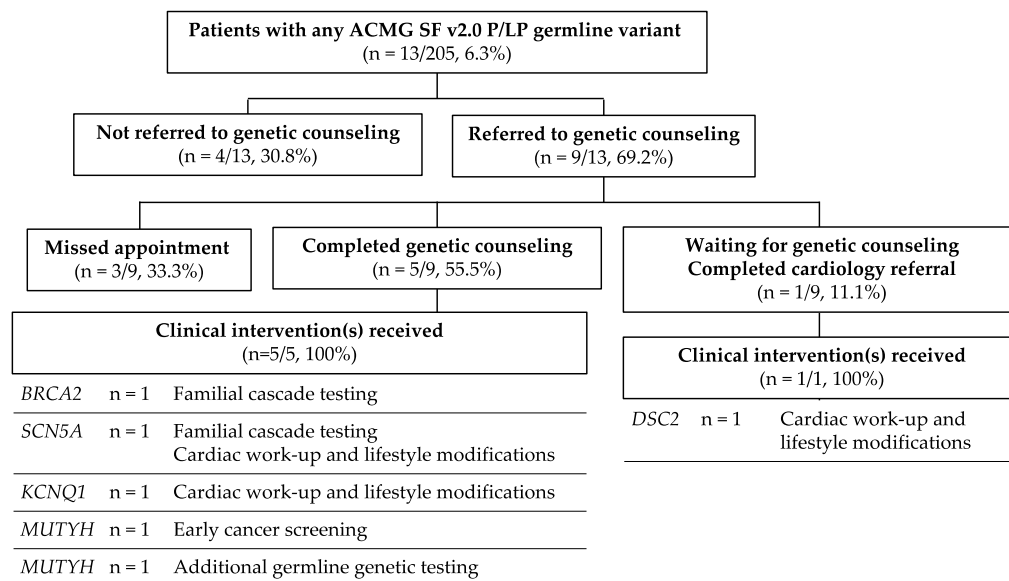 Patients with any ACMG SF v2.0 P/LP germline variant
(n = 13/205, 6.3%)
Not referred to genetic counseling
(n = 4/13, 30.8%)
Referred to genetic counseling
(n = 9/13, 69.2%)
Missed appointment
(n = 3/9, 33.3%)
Completed genetic counseling
(n = 5/9, 55.5%)
Waiting for genetic counseling
Completed cardiology referral
(n = 1/9, 11.1%)
Clinical intervention(s) received
(n=5/5, 100%)
BRCA2 n = 1 Familial cascade testing
SCN5A n = 1 Familial cascade testing
Cardiac work-up and lifestyle modifications
KCNQ1 n = 1 Cardiac work-up and lifestyle modifications
MUTYH n = 1 Early cancer screening
MUTYH n = 1 Additional germline genetic testing
Clinical intervention(s) received
(n = 1/1, 100%)
DSC2 n = 1 Cardiac work-up and
lifestyle modifications